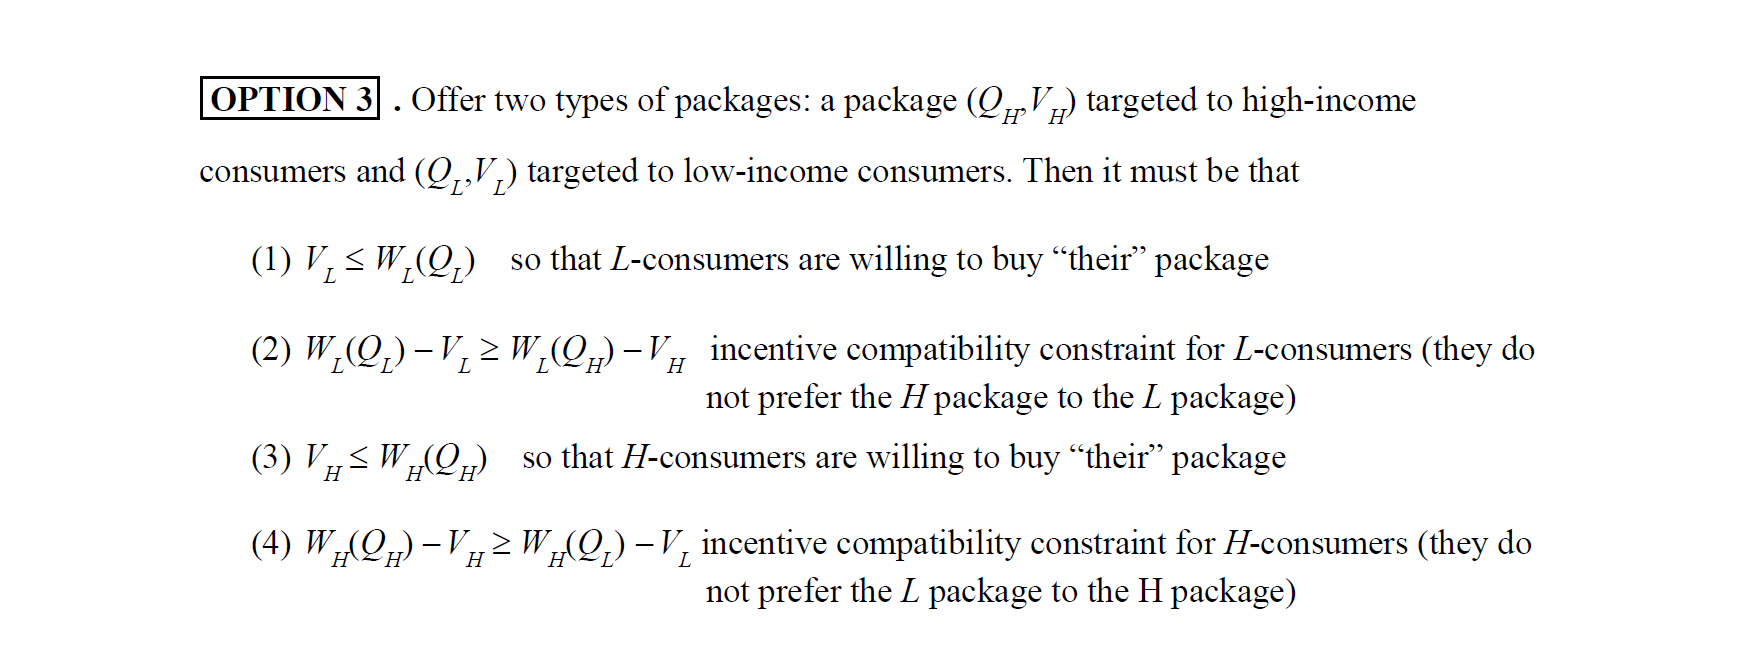 OPTION 3 . Offer two types of packages: a package (Q_H,V_H) targeted to high-income
consumers and (Q_L,V_L) targeted to low-income consumers. Then it must be that
(1) V_L ≤ W_L(Q_L) so that L-consumers are willing to buy “their” package
(2) W_L(Q_L) – V_L ≥ W_L(Q_H) – V_H incentive compatibility constraint for L-consumers (they do
not prefer the H package to the L package)
(3) V_H ≤ W_H(Q_H) so that H-consumers are willing to buy “their” package
(4) W_H(Q_H) – V_H ≥ W_H(Q_L) – V_L incentive compatibility constraint for H-consumers (they do
not prefer the L package to the H package)